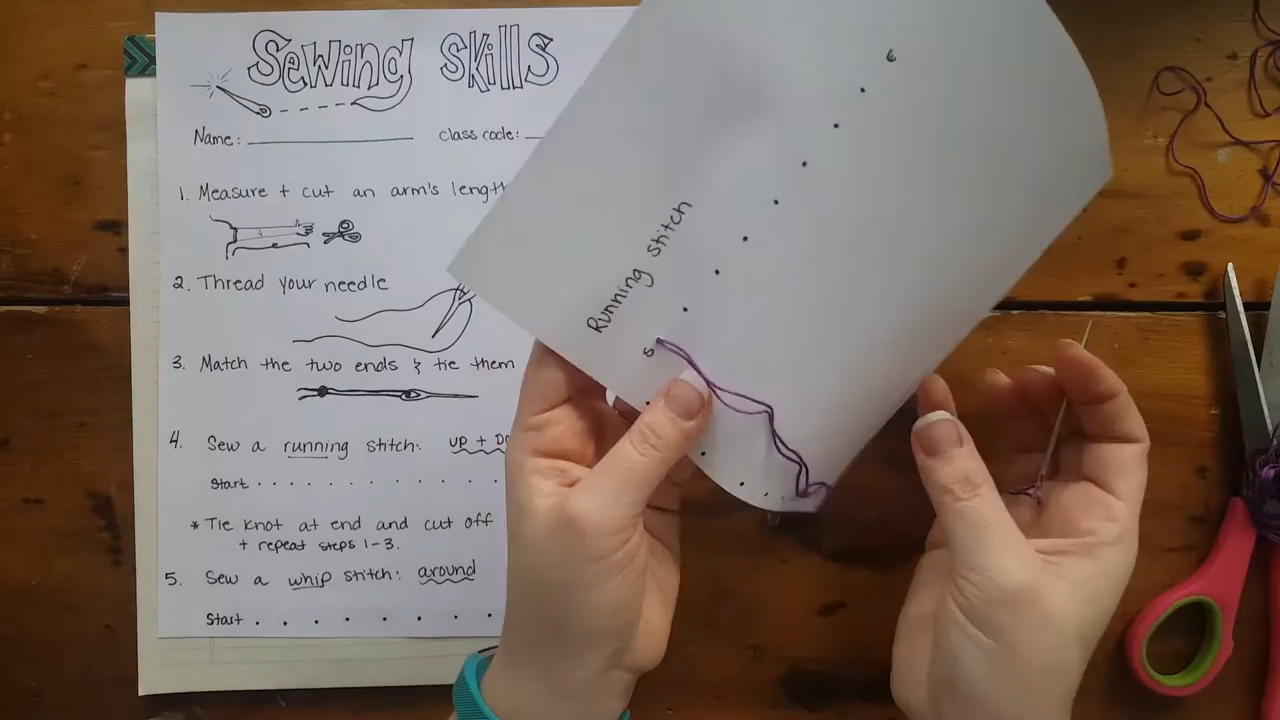 Sewing Skills
Name: class code:
1. Measure + cut an arm's length
2. Thread your needle
3. Match the two ends & tie them
4. Sew a running stitch: UP + DO
Start
* Tie knot at end and cut off
+ repeat steps 1-3.
5. Sew a whip stitch: around
Start
Running stitch
S
E